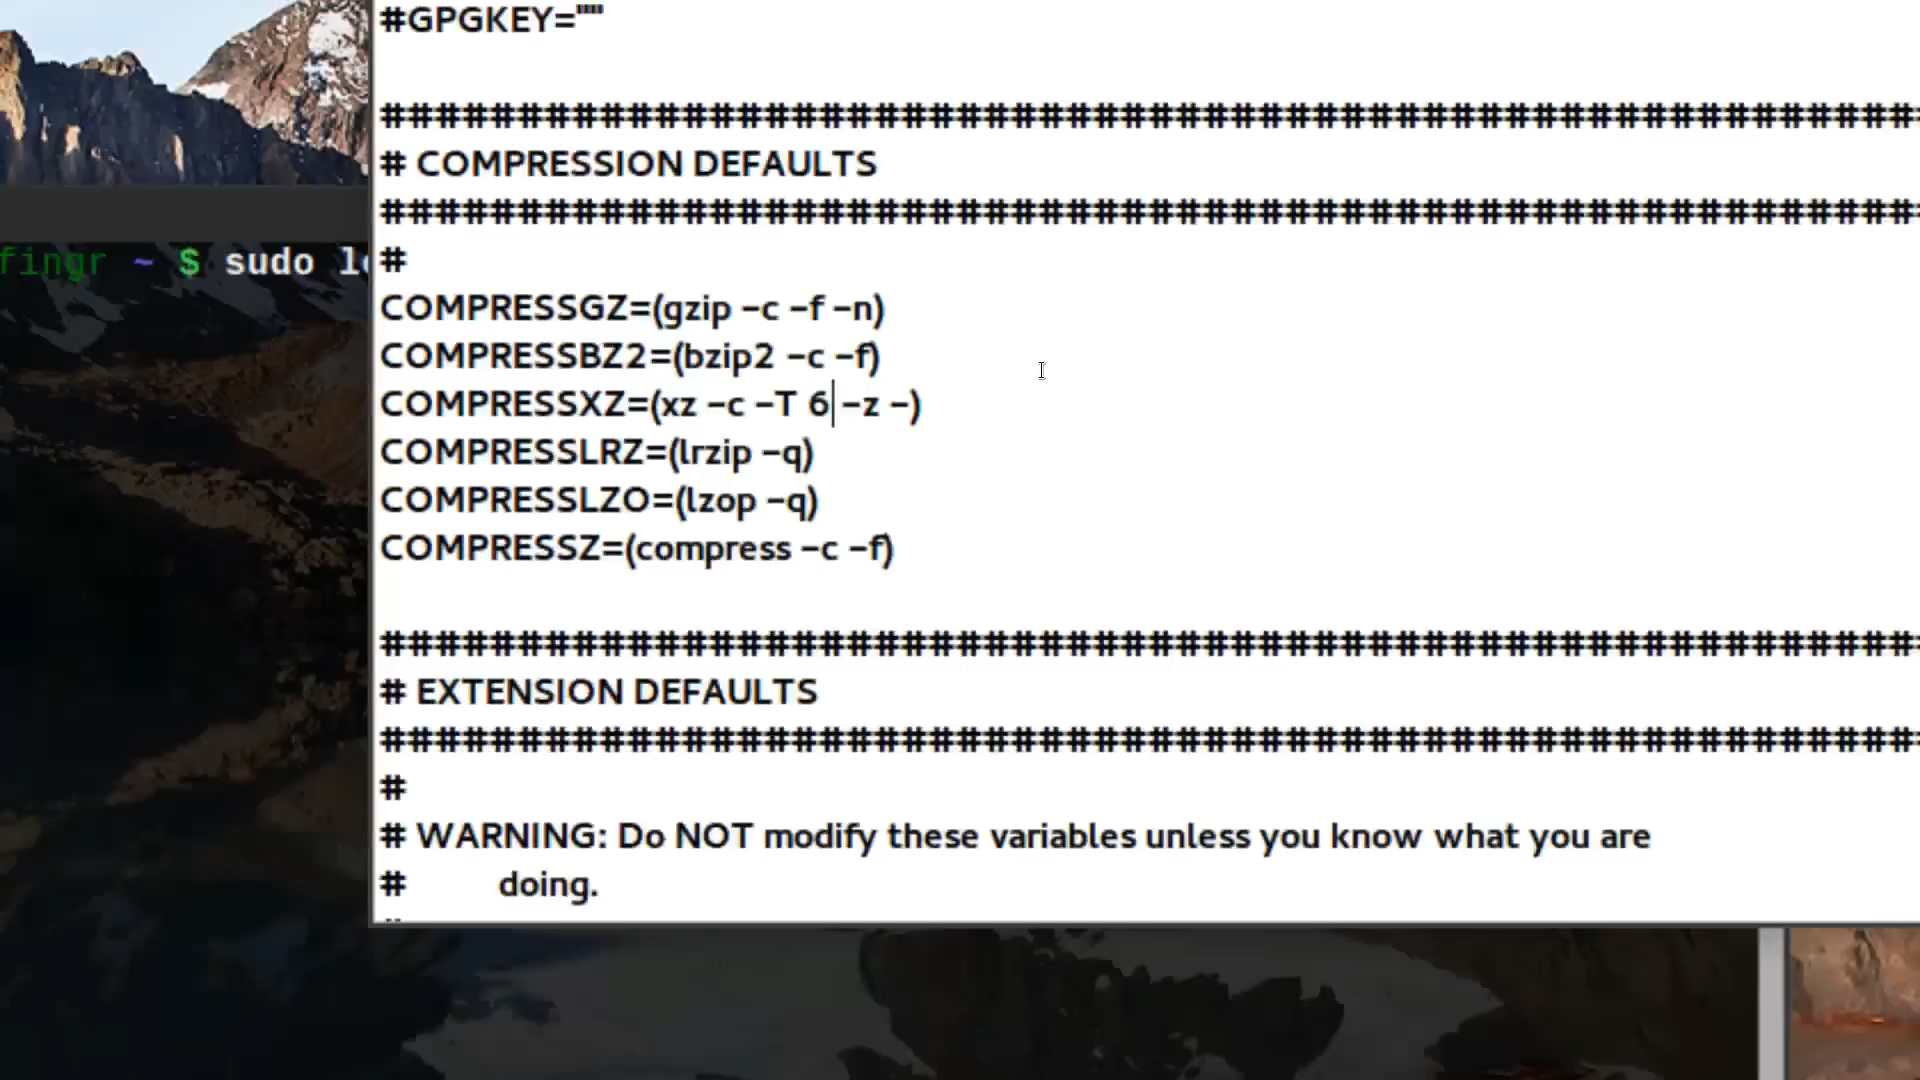 #GPGKEY=""
################################################################
# COMPRESSION DEFAULTS
################################################################
fingr ~ $ sudo
#
COMPRESSGZ=(gzip -c -f -n)
COMPRESSBZ2=(bzip2 -c -f)
COMPRESSXZ=(xz -c -T 6 -z -)
COMPRESSLRZ=(lrzip -q)
COMPRESSLZO=(lzop -q)
COMPRESSZ=(compress -c -f)
################################################################
# EXTENSION DEFAULTS
################################################################
#
# WARNING: Do NOT modify these variables unless you know what you are
# doing.